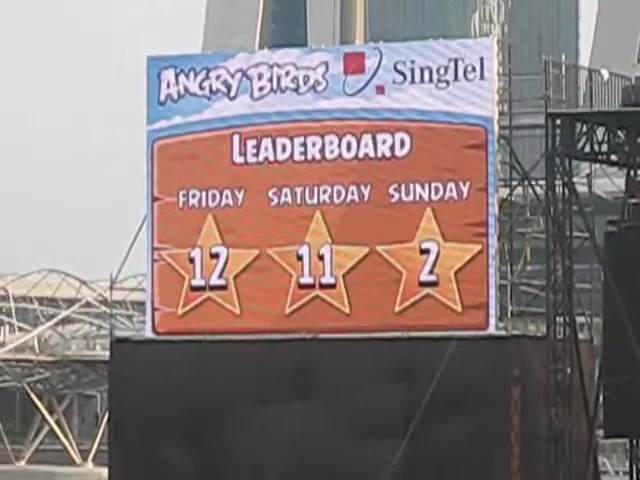 ANGRY BIRDS SingTel
LEADERBOARD
FRIDAY SATURDAY SUNDAY
12 11 2